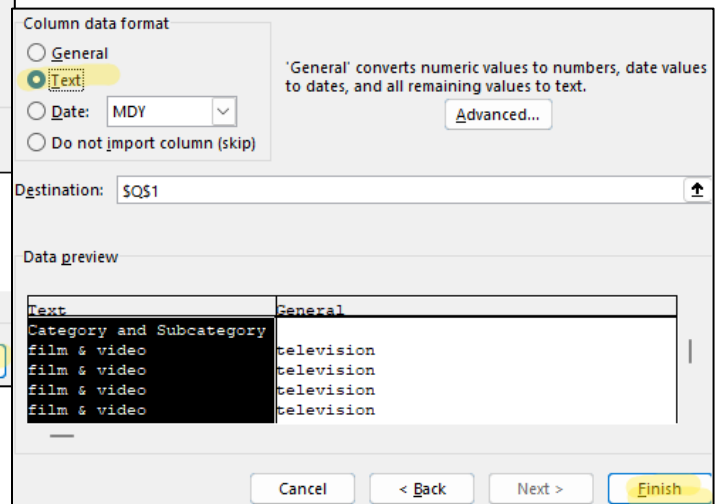 Column data format
General
Text
Date: MDY
Do not import column (skip)
'General' converts numeric values to numbers, date values
to dates, and all remaining values to text.
Advanced...
Destination: $Q$1
Data preview
Text General
Category and Subcategory
film & video television
film & video television
film & video television
film & video television
Cancel < Back Next > Finish